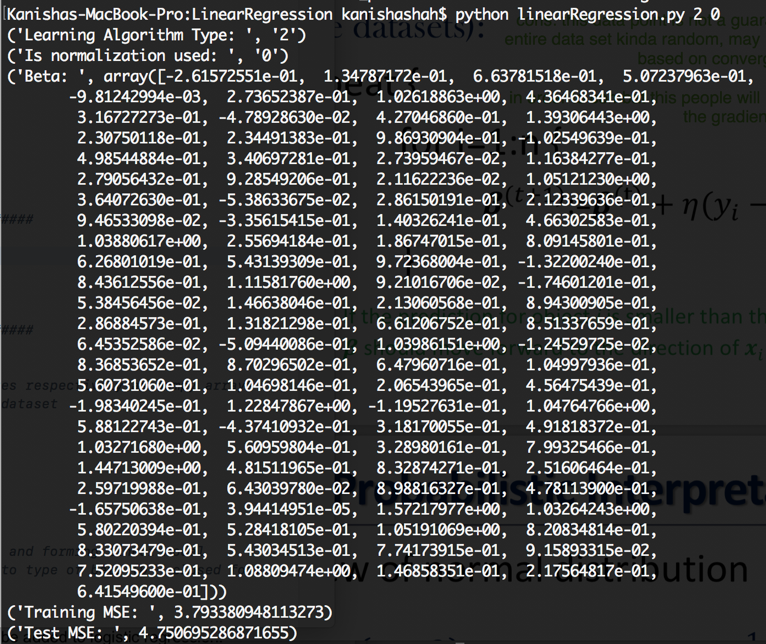 Kanishas-MacBook-Pro:LinearRegression kanishashah$ python linearRegression.py 2 0
('Learning Algorithm Type: ', '2')
('Is normalization used: ', '0')
('Beta: ', array([-2.61572551e-01, 1.34787172e-01, 6.63781518e-01, 5.07237963e-01,
-9.81242994e-03, 2.73652387e-01, 1.02618863e+00, 4.36468341e-01,
3.16727273e-01, -4.78928630e-02, 4.27046860e-01, 1.39306443e+00,
2.30750118e-01, 2.34491383e-01, 9.85930904e-01, -1.02549639e-01,
4.98544884e-01, 3.40697281e-01, 2.73959467e-02, 1.16384277e-01,
2.79056432e-01, 9.28549206e-01, 2.11622236e-02, 1.05121230e+00,
3.64072630e-01, -5.38633675e-02, 2.86150191e-01, 2.12339636e-01,
9.46533098e-02, -3.35615415e-01, 1.40326241e-01, 4.66302583e-01,
1.03880617e+00, 2.55694184e-01, 1.86747015e-01, 8.09145801e-01,
6.26801019e-01, 5.43139309e-01, 9.72368004e-01, -1.32200240e-01,
8.43612556e-01, 1.11581760e+00, 9.21016706e-02, -1.74601201e-01,
5.38456456e-02, 1.46638046e-01, 2.13060568e-01, 8.94300905e-01,
2.86884573e-01, 1.31821298e-01, 6.61206752e-01, 8.51337659e-01,
6.45352586e-02, -5.09440086e-01, 1.03986151e+00, -1.24529725e-02,
8.36853652e-01, 8.70296502e-01, 6.47960716e-01, 1.04997936e-01,
5.60731060e-01, 1.04698146e-01, 2.06543965e-01, 4.56475439e-01,
-1.98340245e-01, 1.22847867e+00, -1.19527631e-01, 1.04764766e+00,
5.88122743e-01, -4.37410932e-01, 3.18170055e-01, 4.91818372e-01,
1.03271680e+00, 5.60959804e-01, 3.28980161e-01, 7.99325466e-01,
1.44713009e+00, 4.81511965e-01, 8.32874271e-01, 2.51606464e-01,
2.59719988e-01, 6.43039780e-01, 6.98816327e-01, 4.78113000e-01,
-1.65750638e-01, 3.94414951e-05, 1.57217977e+00, 1.03264243e+00,
5.80220394e-01, 5.28418105e-01, 1.05191069e+00, 8.20834814e-01,
8.33073479e-01, 5.43034513e-01, 7.74173915e-01, 9.15893315e-02,
7.52095233e-01, 1.08809474e+00, 1.46858351e-01, 8.17564817e-01,
6.41549600e-01]))
('Training MSE: ', 3.793380948113273)
('Test MSE: ', 4.750695586871655)